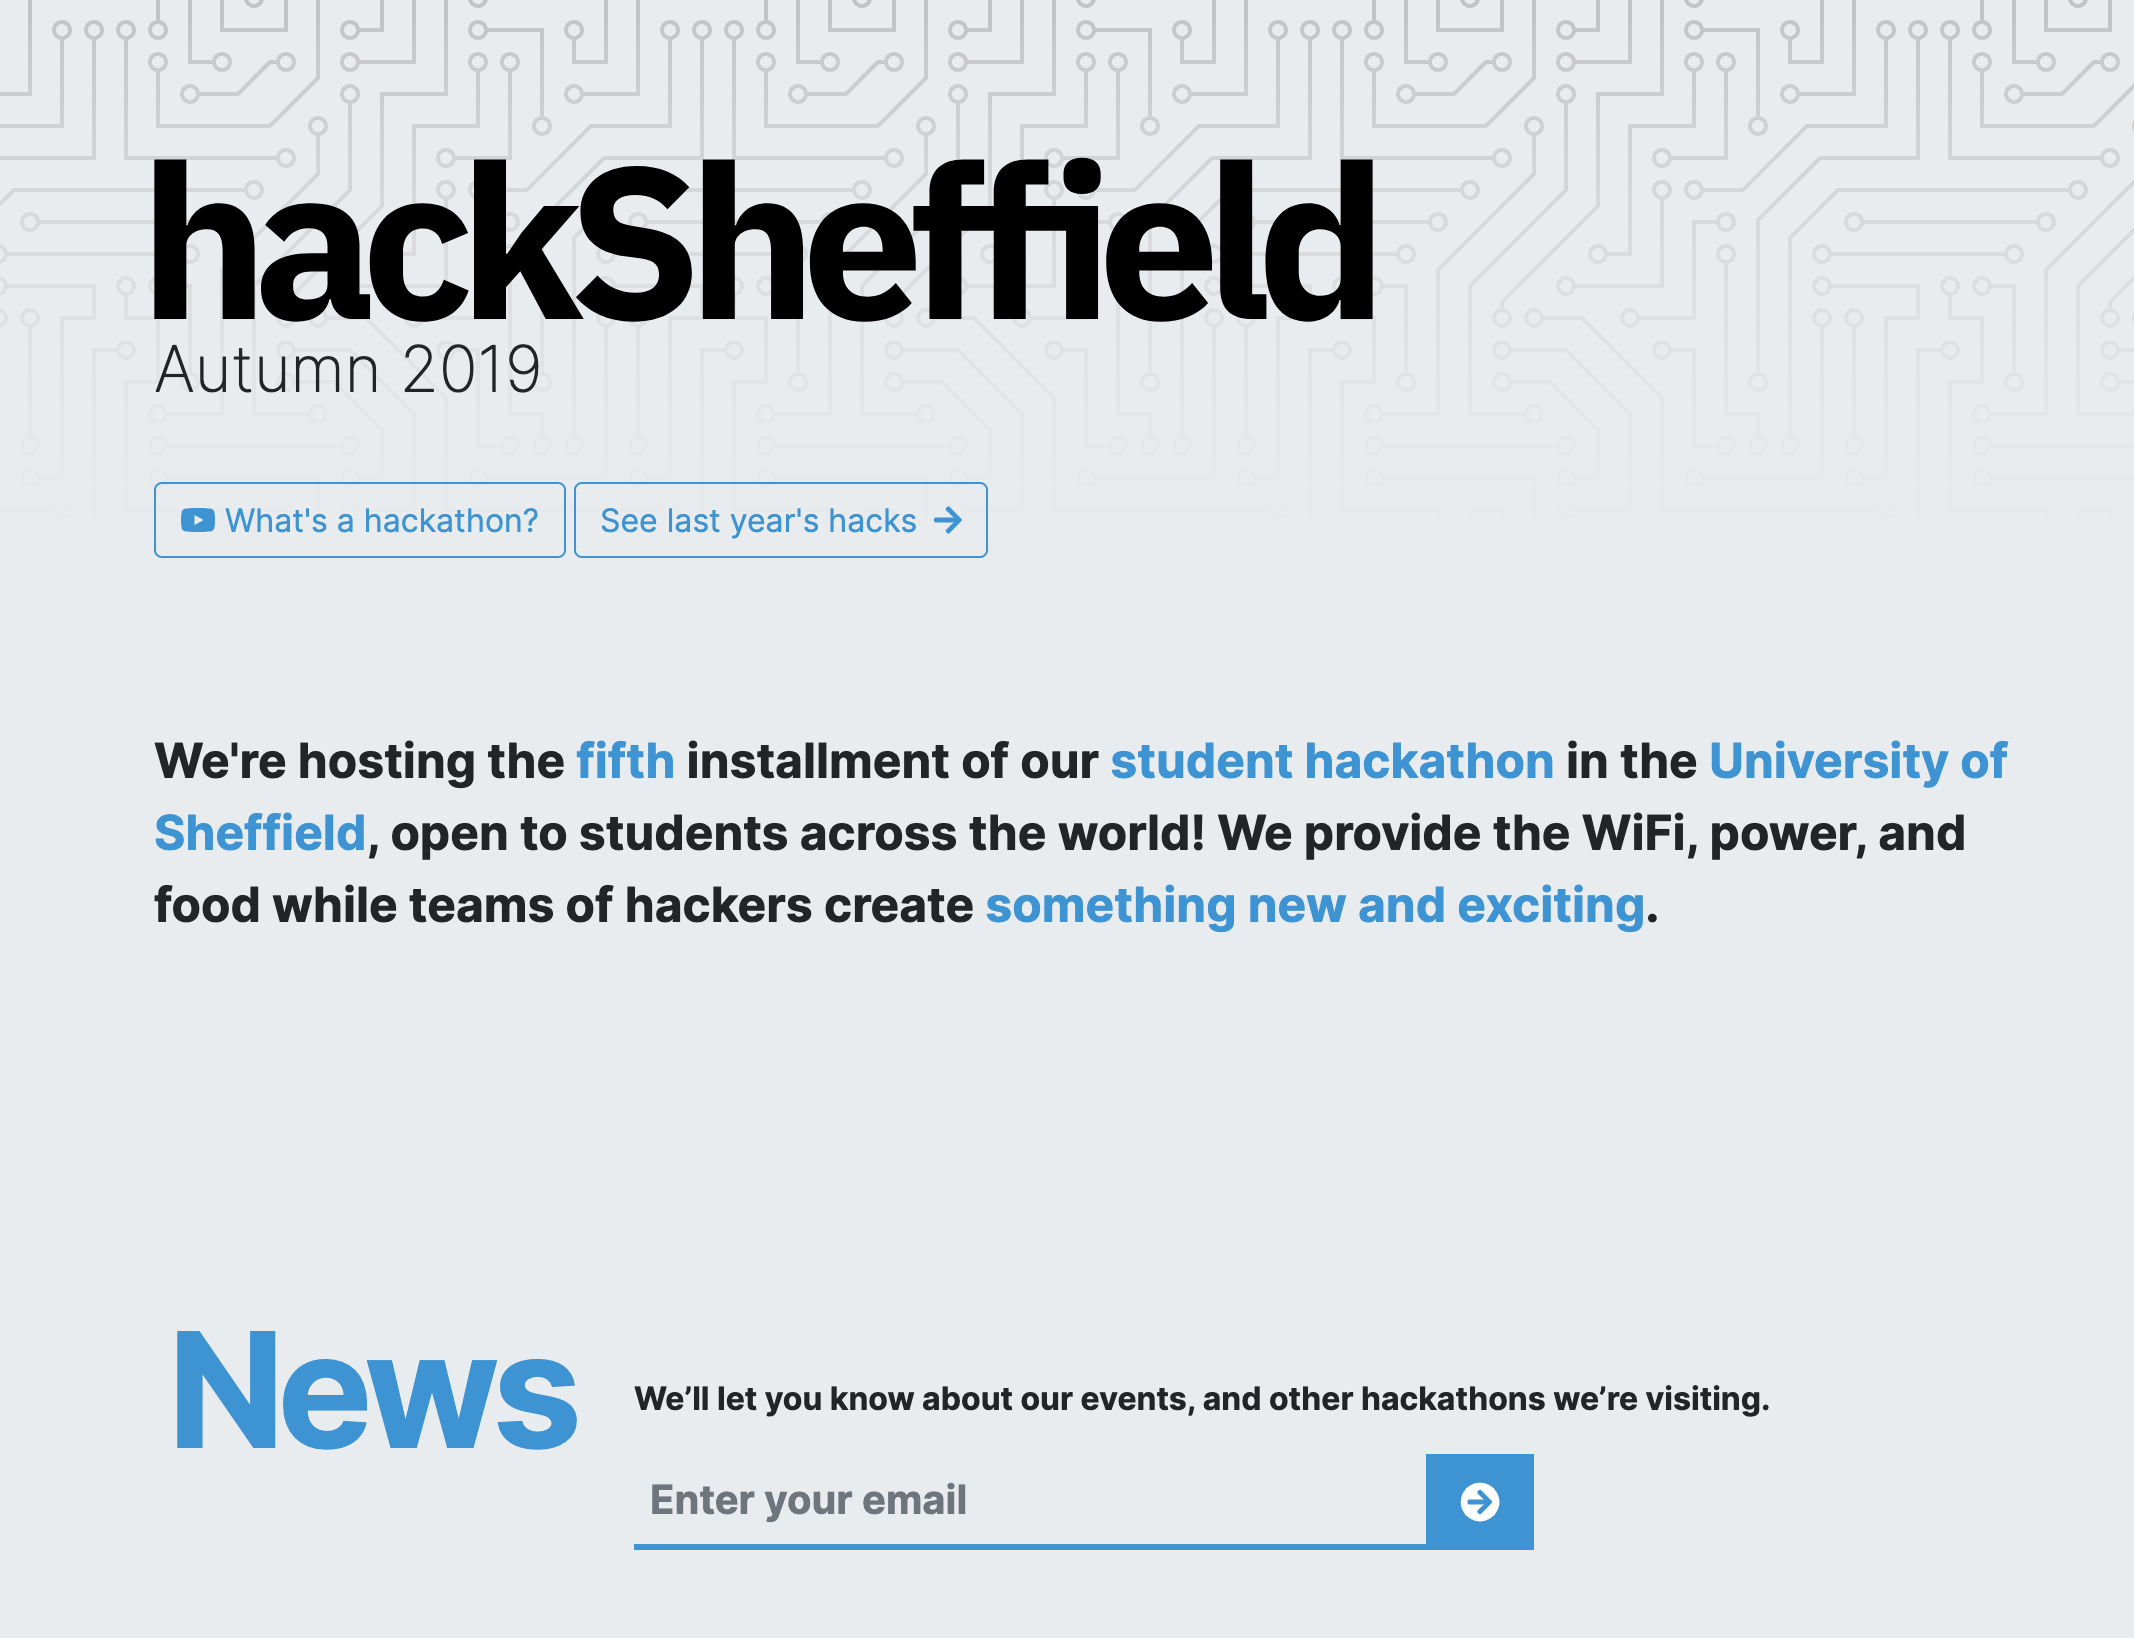 hackSheffield
Autumn 2019
What's a hackathon? See last year's hacks
We're hosting the fifth installment of our student hackathon in the University of
Sheffield, open to students across the world! We provide the WiFi, power, and
food while teams of hackers create something new and exciting.
News
We’ll let you know about our events, and other hackathons we’re visiting.
Enter your email